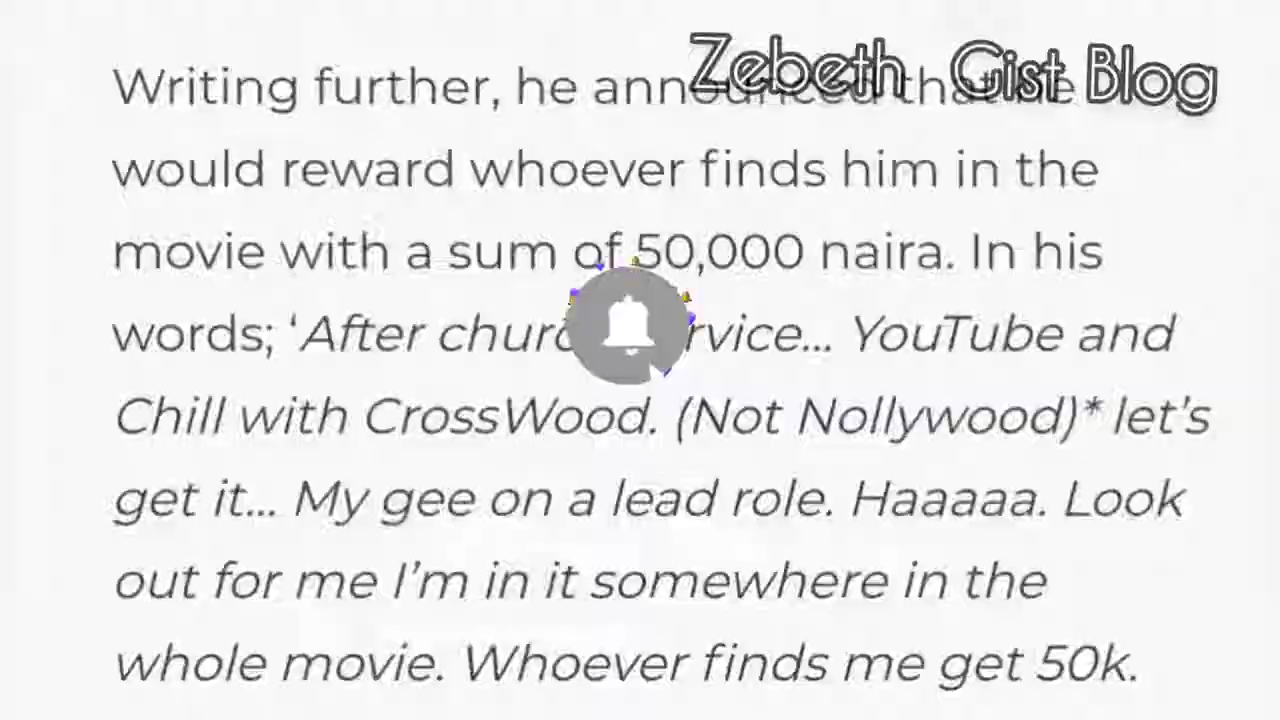 Zebeth Gist Blog
Writing further, he announced that he
would reward whoever finds him in the
movie with a sum of 50,000 naira. In his
words; ‘After church service... YouTube and
Chill with CrossWood. (Not Nollywood)* let’s
get it... My gee on a lead role. Haaaaa. Look
out for me I’m in it somewhere in the
whole movie. Whoever finds me get 50k.